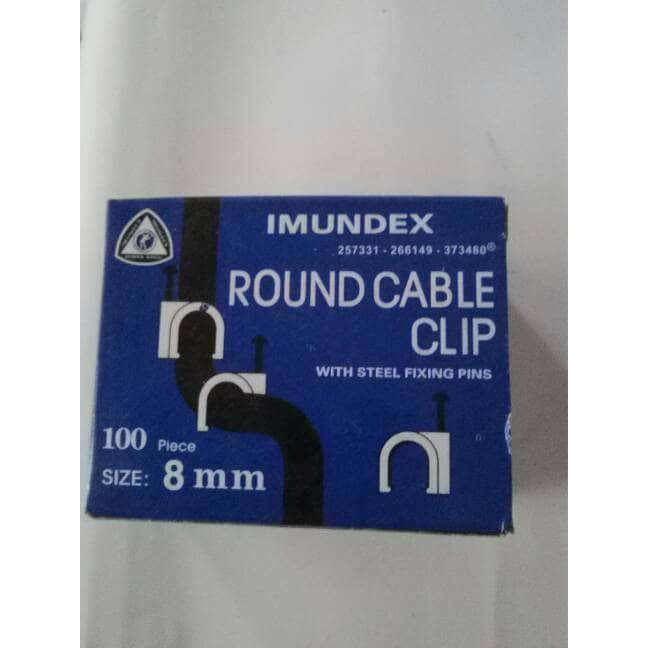 IMUNDEX
257331 - 266149 - 373480®
ROUND CABLE
CLIP
WITH STEEL FIXING PINS
100 Piece
SIZE: 8 mm